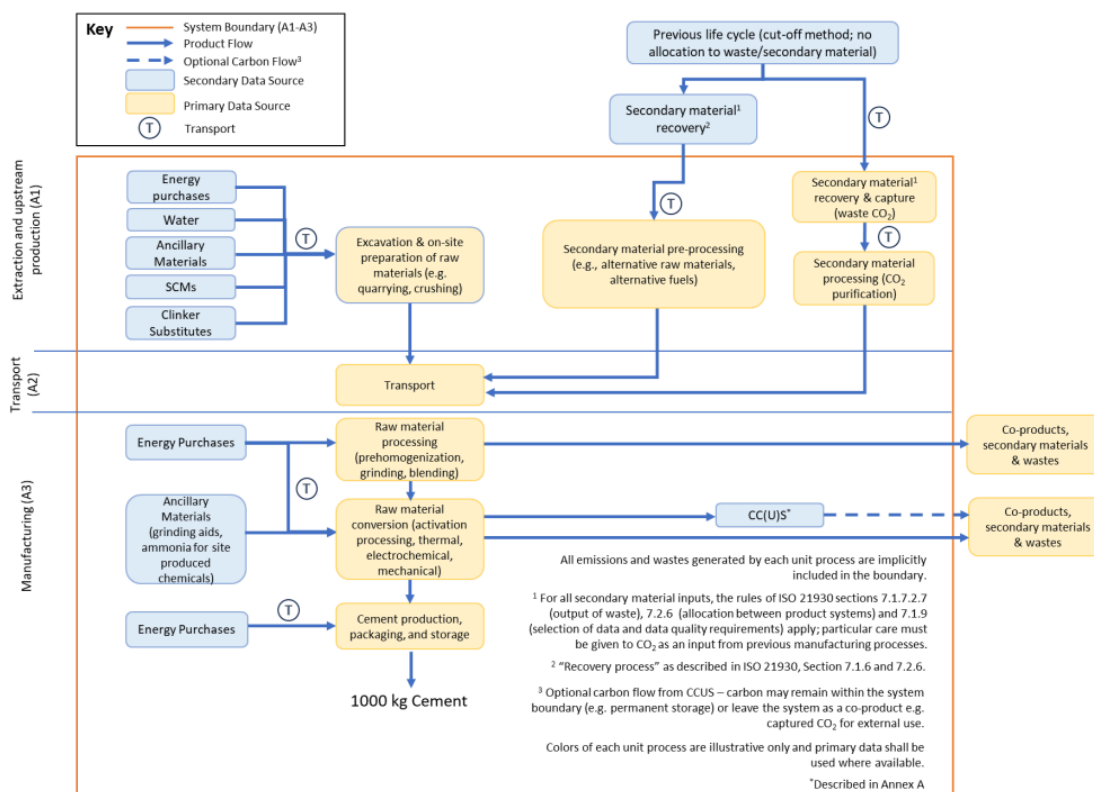 Key
System Boundary (A1-A3)
Product Flow
Optional Carbon Flow³
Secondary Data Source
Primary Data Source
T
Transport
Previous life cycle (cut-off method; no
allocation to waste/secondary material)
Secondary material¹
recovery²
T
Extraction and upstream
production (A1)
Energy
purchases
Water
Ancillary
Materials
SCMs
Clinker
Substitutes
T
Excavation & on-site
preparation of raw
materials (e.g.
quarrying, crushing)
T
Secondary material pre-processing
(e.g., alternative raw materials,
alternative fuels)
Secondary material¹
recovery & capture
(waste CO₂)
T
Secondary material
processing (CO₂
purification)
Transport
(A2)
Transport
Manufacturing (A3)
Energy Purchases
Raw material
processing
(prehomogenization,
grinding, blending)
Co-products,
secondary materials
& wastes
T
Ancillary
Materials
(grinding aids,
ammonia for site
produced
chemicals)
Raw material
conversion (activation
processing, thermal,
electrochemical,
mechanical)
CC(U)S*
Co-products,
secondary materials
& wastes
Energy Purchases
T
Cement production,
packaging, and storage
1000 kg Cement
All emissions and wastes generated by each unit process are implicitly
included in the boundary.
¹ For all secondary material inputs, the rules of ISO 21930 sections 7.1.7.2.7
(output of waste), 7.2.6 (allocation between product systems) and 7.1.9
(selection of data and data quality requirements) apply; particular care must
be given to CO₂ as an input from previous manufacturing processes.
² “Recovery process” as described in ISO 21930, Section 7.1.6 and 7.2.6.
³ Optional carbon flow from CCUS – carbon may remain within the system
boundary (e.g. permanent storage) or leave the system as a co-product e.g.
captured CO₂ for external use.
Colors of each unit process are illustrative only and primary data shall be
used where available.
*Described in Annex A